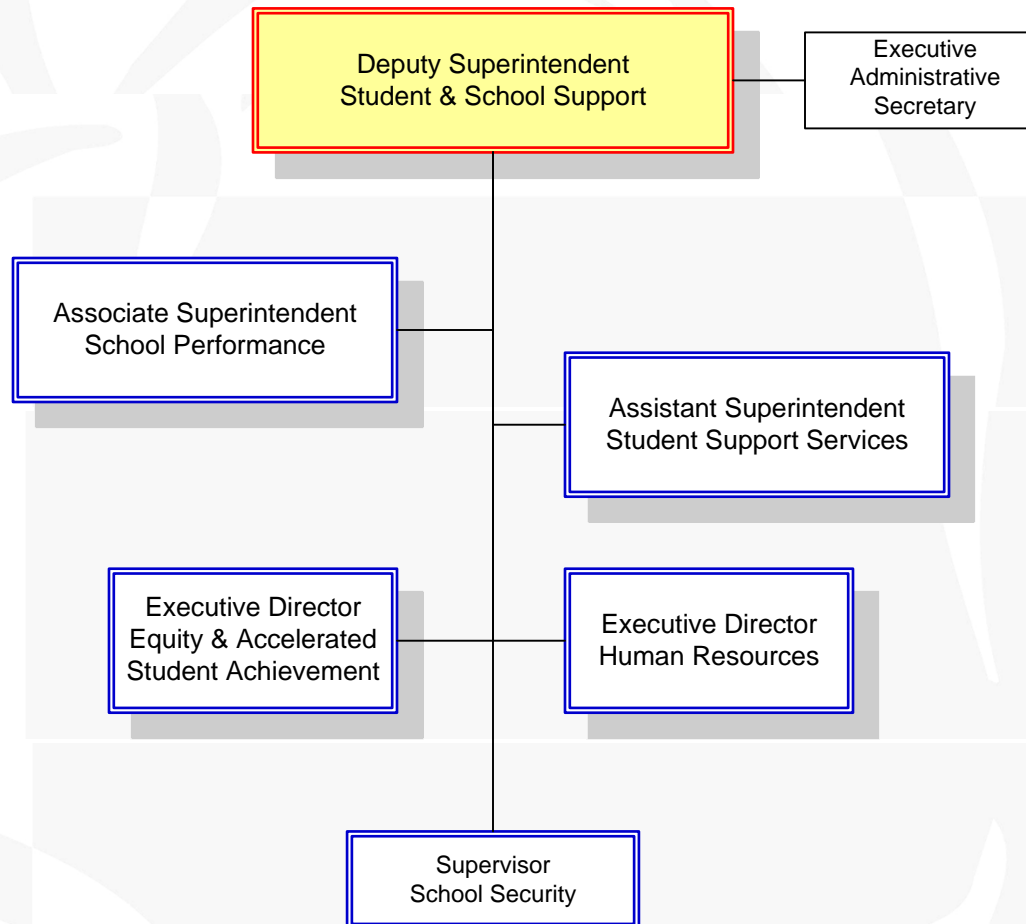 Deputy Superintendent
Student & School Support
Executive
Administrative
Secretary
Associate Superintendent
School Performance
Assistant Superintendent
Student Support Services
Executive Director
Equity & Accelerated
Student Achievement
Executive Director
Human Resources
Supervisor
School Security